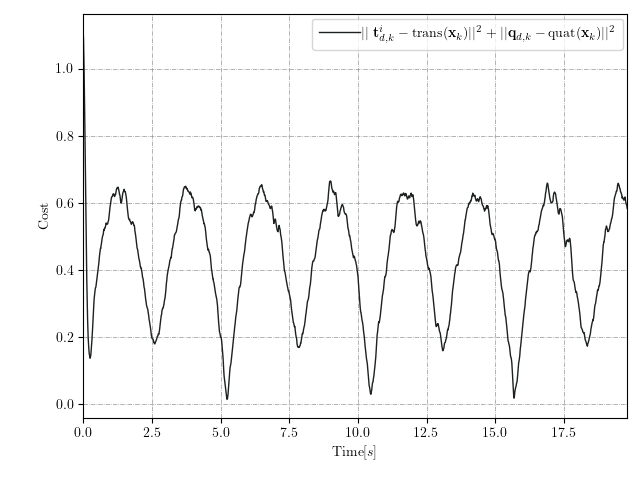 || t^i_{d,k} − trans(x_k)||² + ||q_{d,k} − quat(x_k)||²
1.0
0.8
0.6
0.4
0.2
0.0
Cost
0.0 2.5 5.0 7.5 10.0 12.5 15.0 17.5
Time[s]